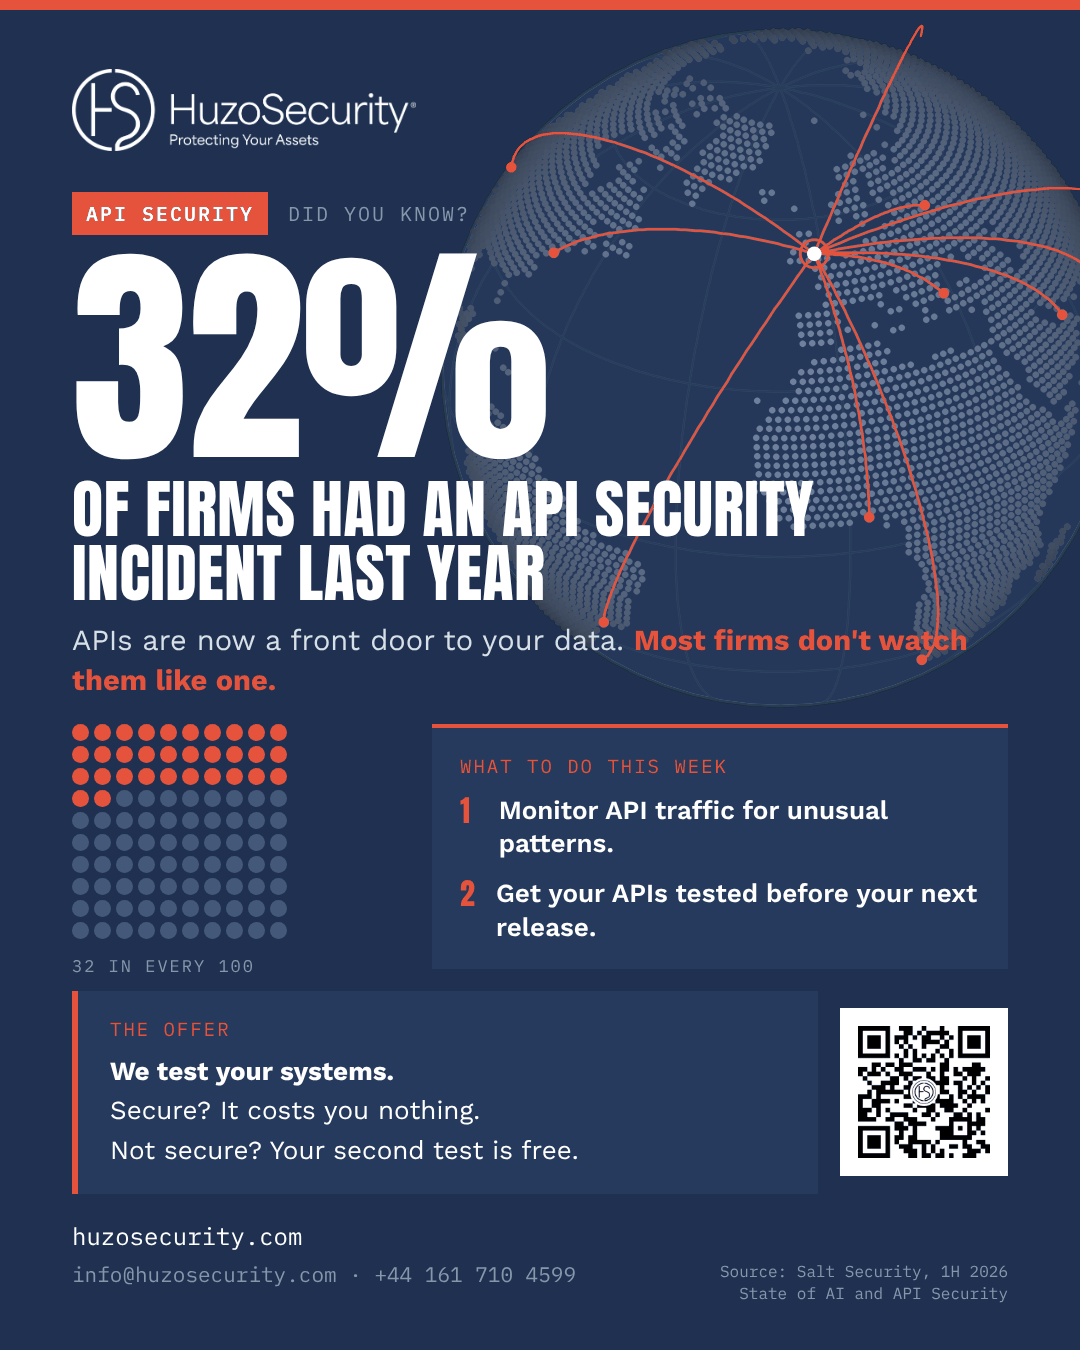 HuzoSecurity®
Protecting Your Assets
API SECURITY DID YOU KNOW?
32%
OF FIRMS HAD AN API SECURITY
INCIDENT LAST YEAR
APIs are now a front door to your data. Most firms don't watch
them like one.
32 IN EVERY 100
WHAT TO DO THIS WEEK
1 Monitor API traffic for unusual
patterns.
2 Get your APIs tested before your next
release.
THE OFFER
We test your systems.
Secure? It costs you nothing.
Not secure? Your second test is free.
huzosecurity.com
info@huzosecurity.com · +44 161 710 4599
Source: Salt Security, 1H 2026
State of AI and API Security